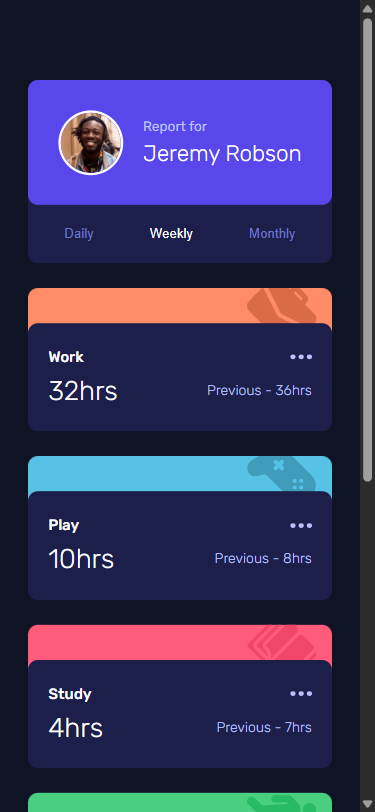 Report for
Jeremy Robson
Daily Weekly Monthly
Work
32hrs Previous - 36hrs
Play
10hrs Previous - 8hrs
Study
4hrs Previous - 7hrs